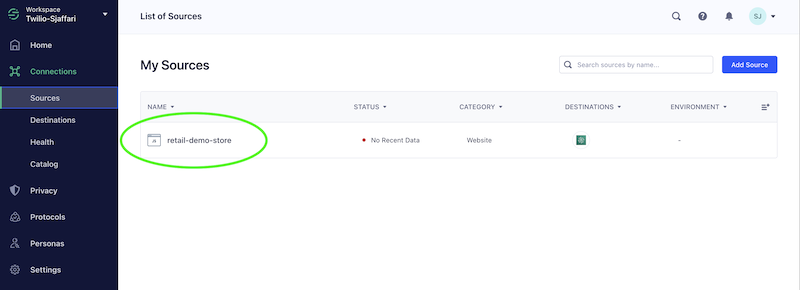 Workspace
Twilio-Sjaffari
List of Sources
SJ
Home
Connections
Sources
Destinations
Health
Catalog
Privacy
Protocols
Personas
Settings
My Sources
Search sources by name...
Add Source
NAME STATUS CATEGORY DESTINATIONS ENVIRONMENT
retail-demo-store No Recent Data Website -